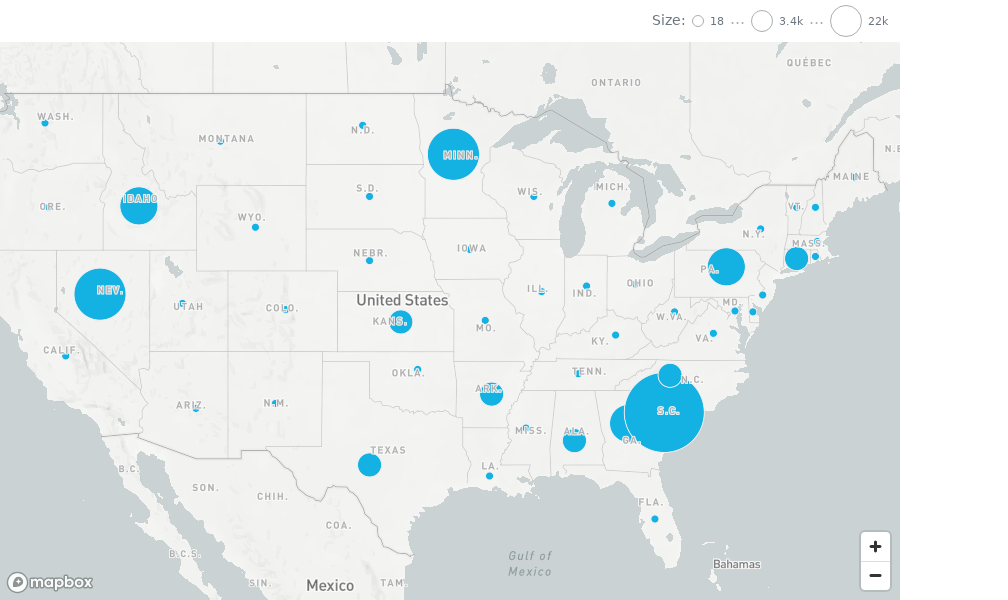 Size: 18 ... 3.4k ... 22k
QUÉBEC
ONTARIO
WASH.
N.D.
MONTANA
MINN.
N.E
MAINE
S.D.
WIS.
MICH.
IDAHO
ORE.
VT.
WYO.
N.Y.
MASS.
NEBR.
IOWA
PA.
OHIO
NEV.
ILL.
IND.
United States
MD.
UTAH
COLO.
KANS.
W.VA.
MO.
VA.
KY.
CALIF.
OKLA.
TENN.
N.C.
ARK.
ARIZ.
N.M.
S.C.
MISS.
ALA.
GA.
TEXAS
B.C.
LA.
SON.
CHIH.
FLA.
COA.
B.C.S.
Gulf of
Mexico
Bahamas
SIN.
Mexico
TAM.
mapbox
+
−